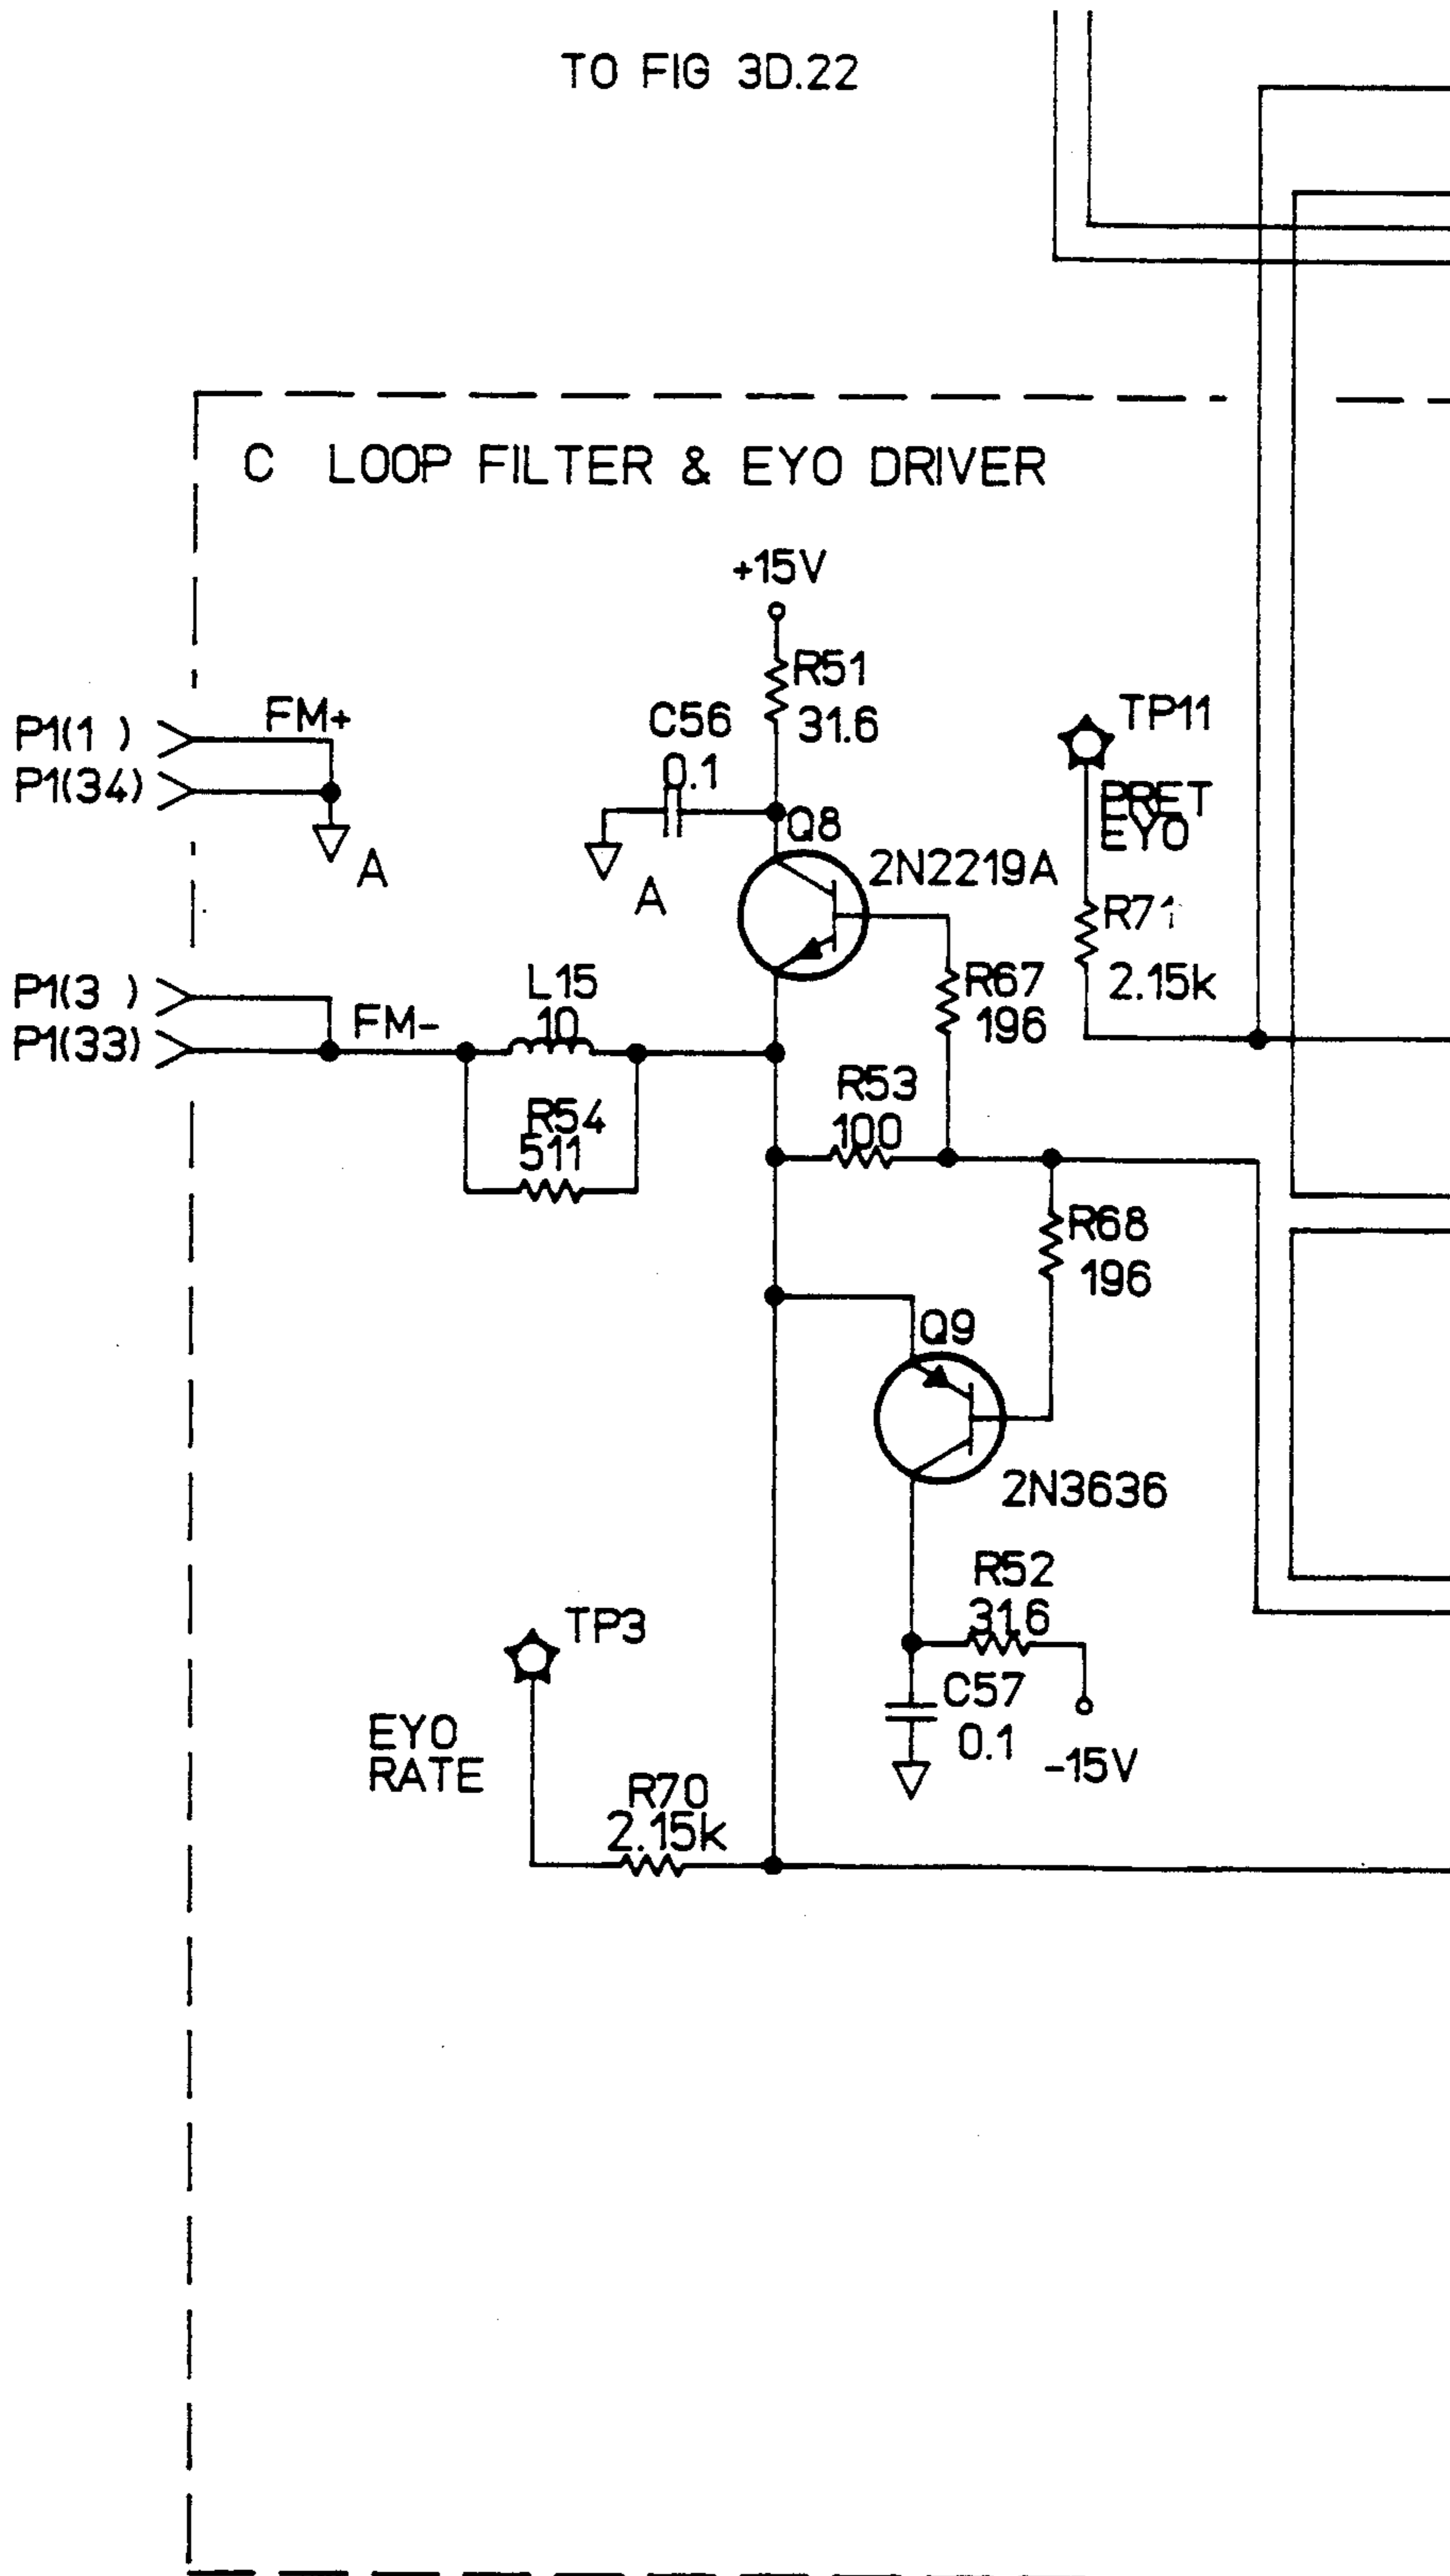 TO FIG 3D.22
C LOOP FILTER & EYO DRIVER
+15V
R51
31.6
C56
0.1
TP11
PRET
EYO
P1(1 )
FM+
P1(34)
A
A
Q8
2N2219A
R71
2.15k
P1(3 )
P1(33)
FM-
L15
10
R67
196
R53
100
R54
511
R68
196
Q9
2N3636
R52
31.6
TP3
C57
0.1
-15V
EYO
RATE
R70
2.15k